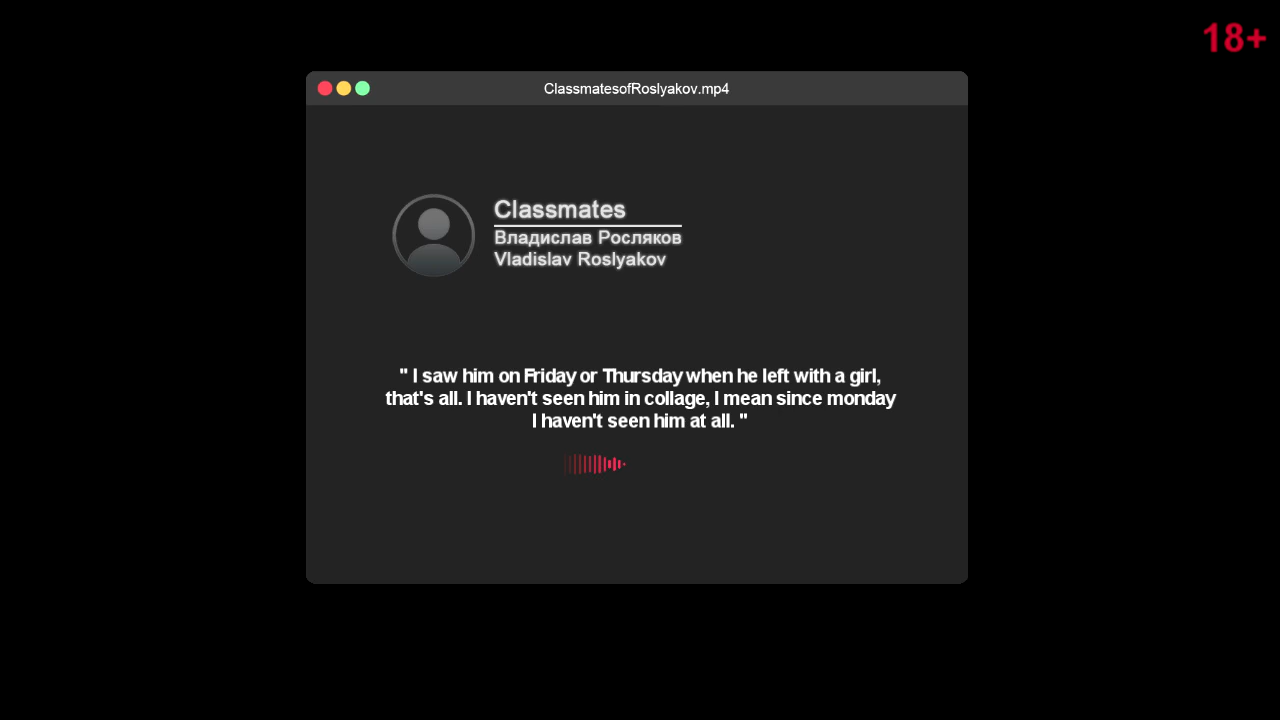 18+
ClassmatesofRoslyakov.mp4
Classmates
Владислав Росляков
Vladislav Roslyakov
" I saw him on Friday or Thursday when he left with a girl,
that's all. I haven't seen him in collage, I mean since monday
I haven't seen him at all. "